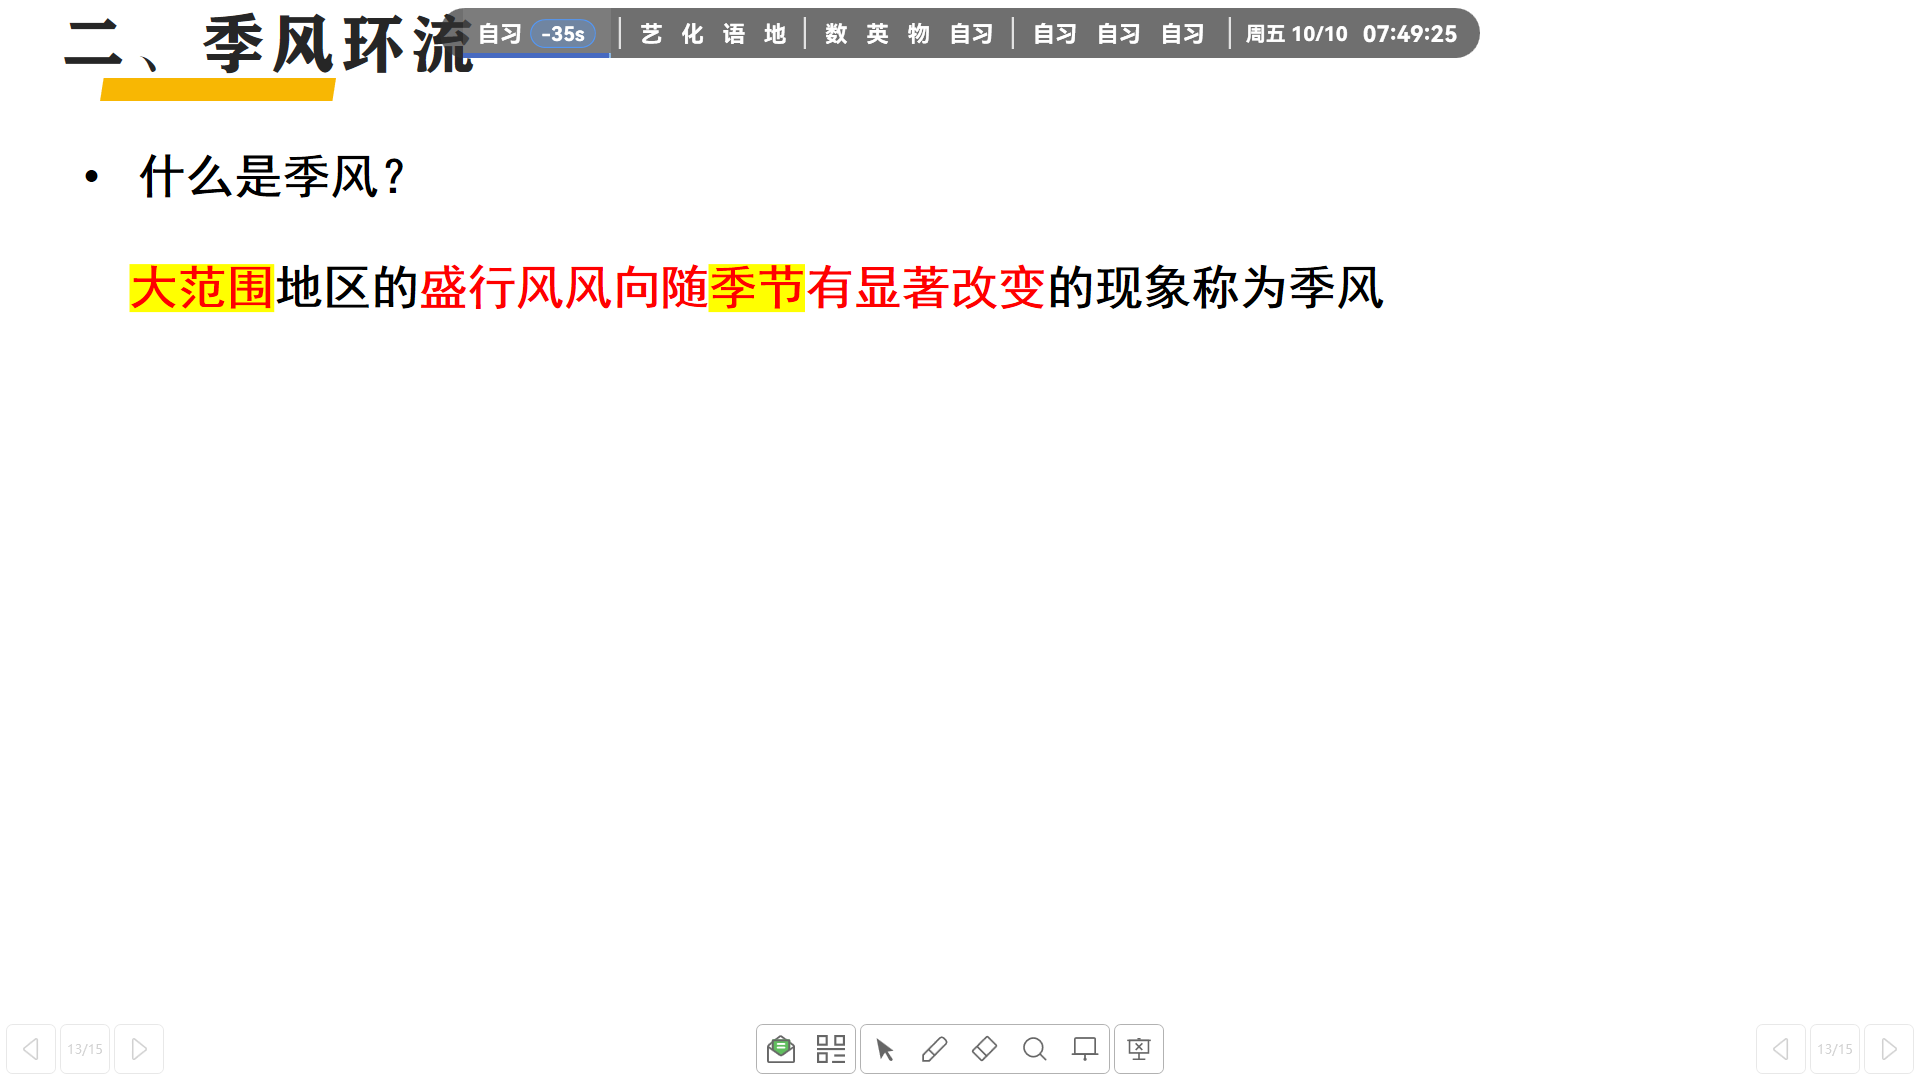 二、季风环流
自习 -35s 艺 化 语 地 数 英 物 自习 自习 自习 自习 周五 10/10 07:49:25
• 什么是季风？
大范围地区的盛行风风向随季节有显著改变的现象称为季风
13/15
13/15